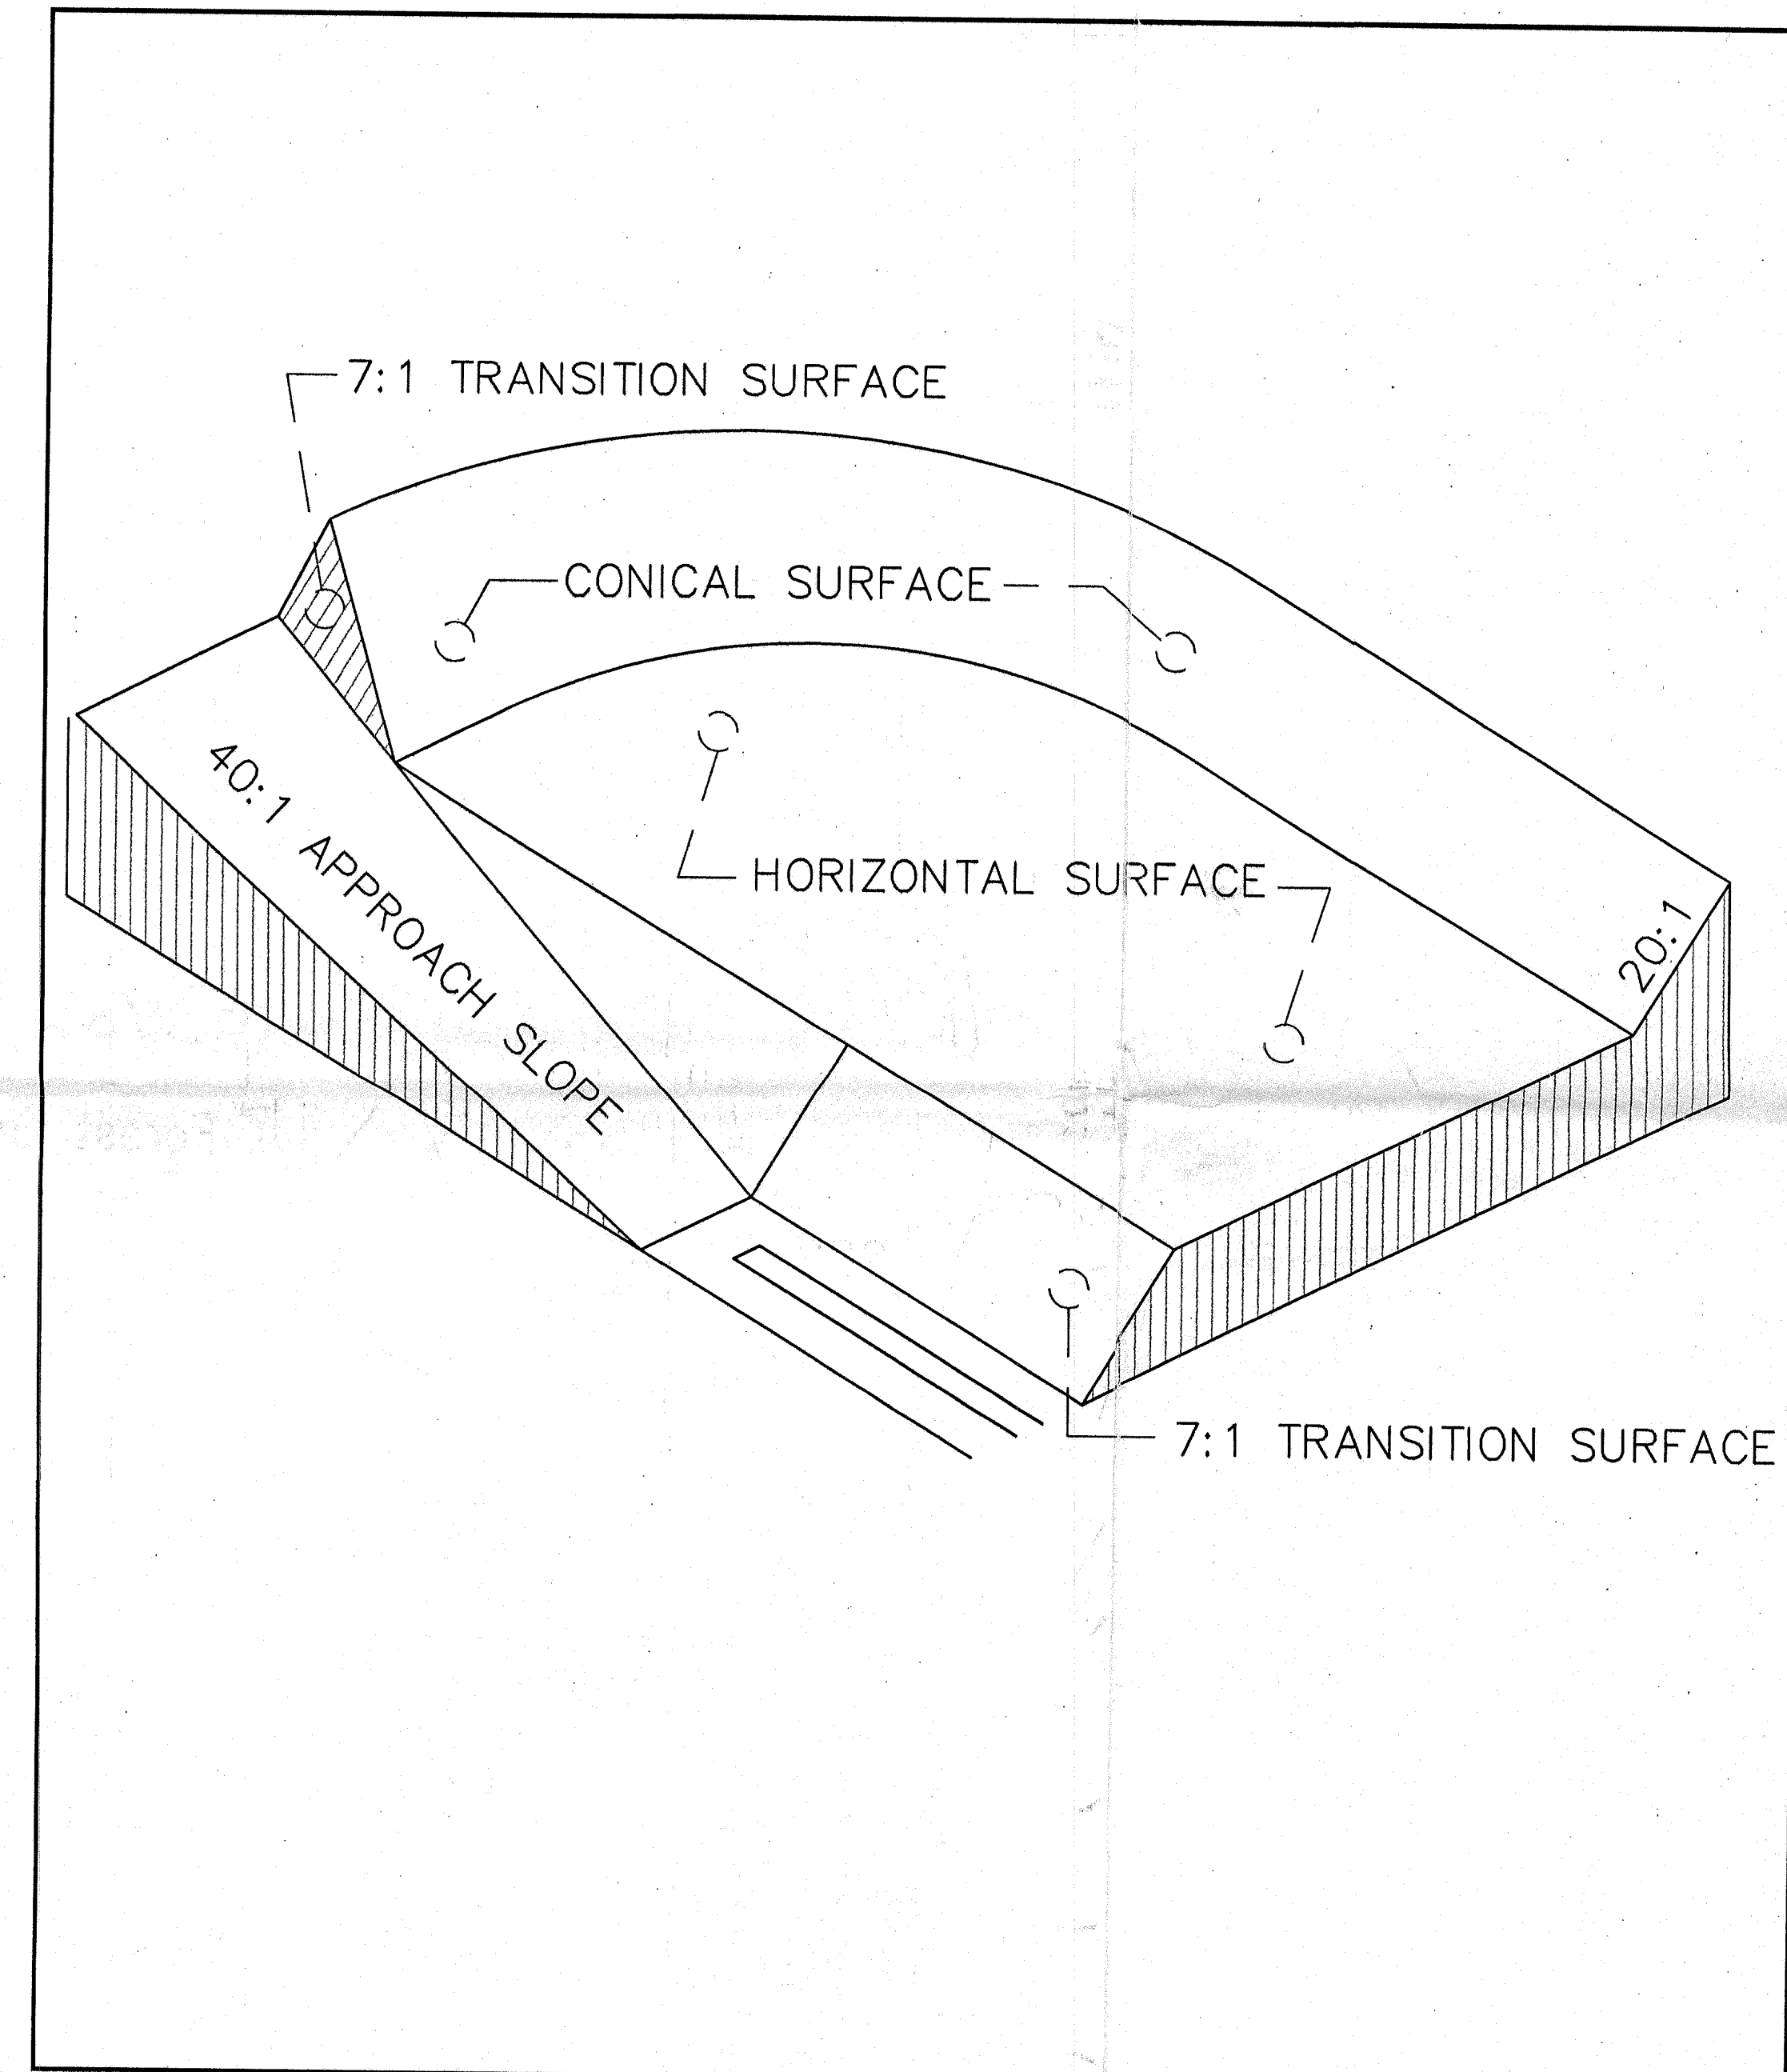 7:1 TRANSITION SURFACE
CONICAL SURFACE
40:1 APPROACH SLOPE
HORIZONTAL SURFACE
20:1
7:1 TRANSITION SURFACE